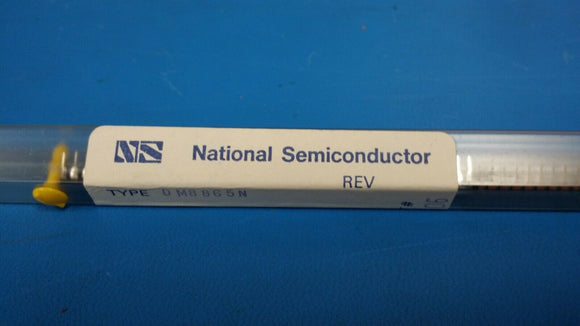 NS National Semiconductor
REV
TYPE DM8865N